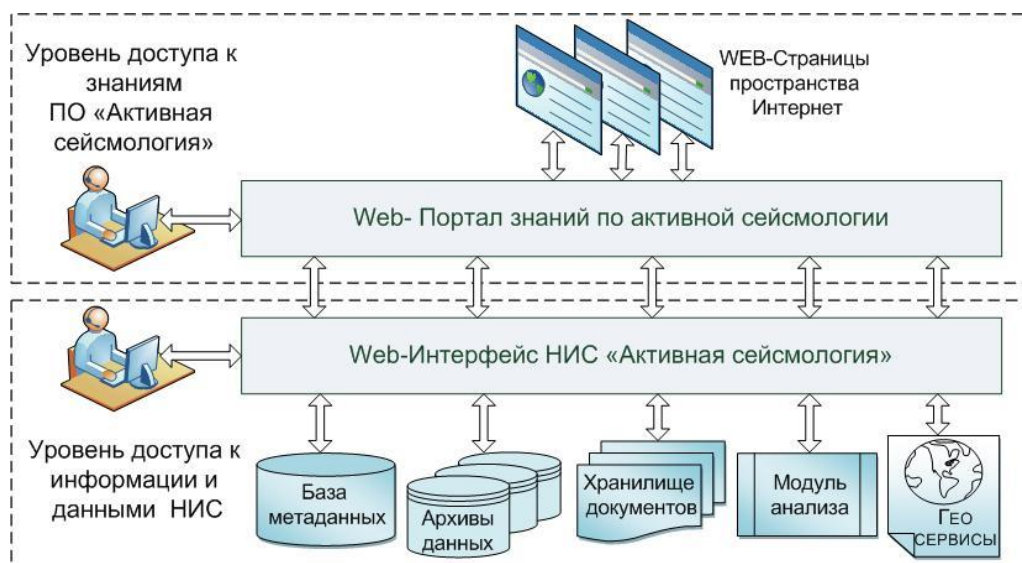 Уровень доступа к
знаниям
ПО «Активная
сейсмология»
WEB-Страницы
пространства
Интернет
Web- Портал знаний по активной сейсмологии
Web-Интерфейс НИС «Активная сейсмология»
Уровень доступа к
информации и
данными НИС
База
метаданных
Архивы
данных
Хранилище
документов
Модуль
анализа
ГЕО
СЕРВИСЫ